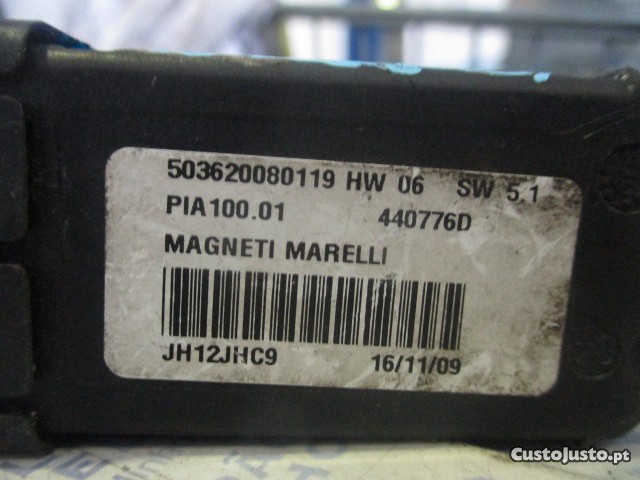 503620080119 HW 06 SW 5.1
PIA100.01 440776D
MAGNETI MARELLI
JH12JHC9 16/11/09
CustoJusto.pt